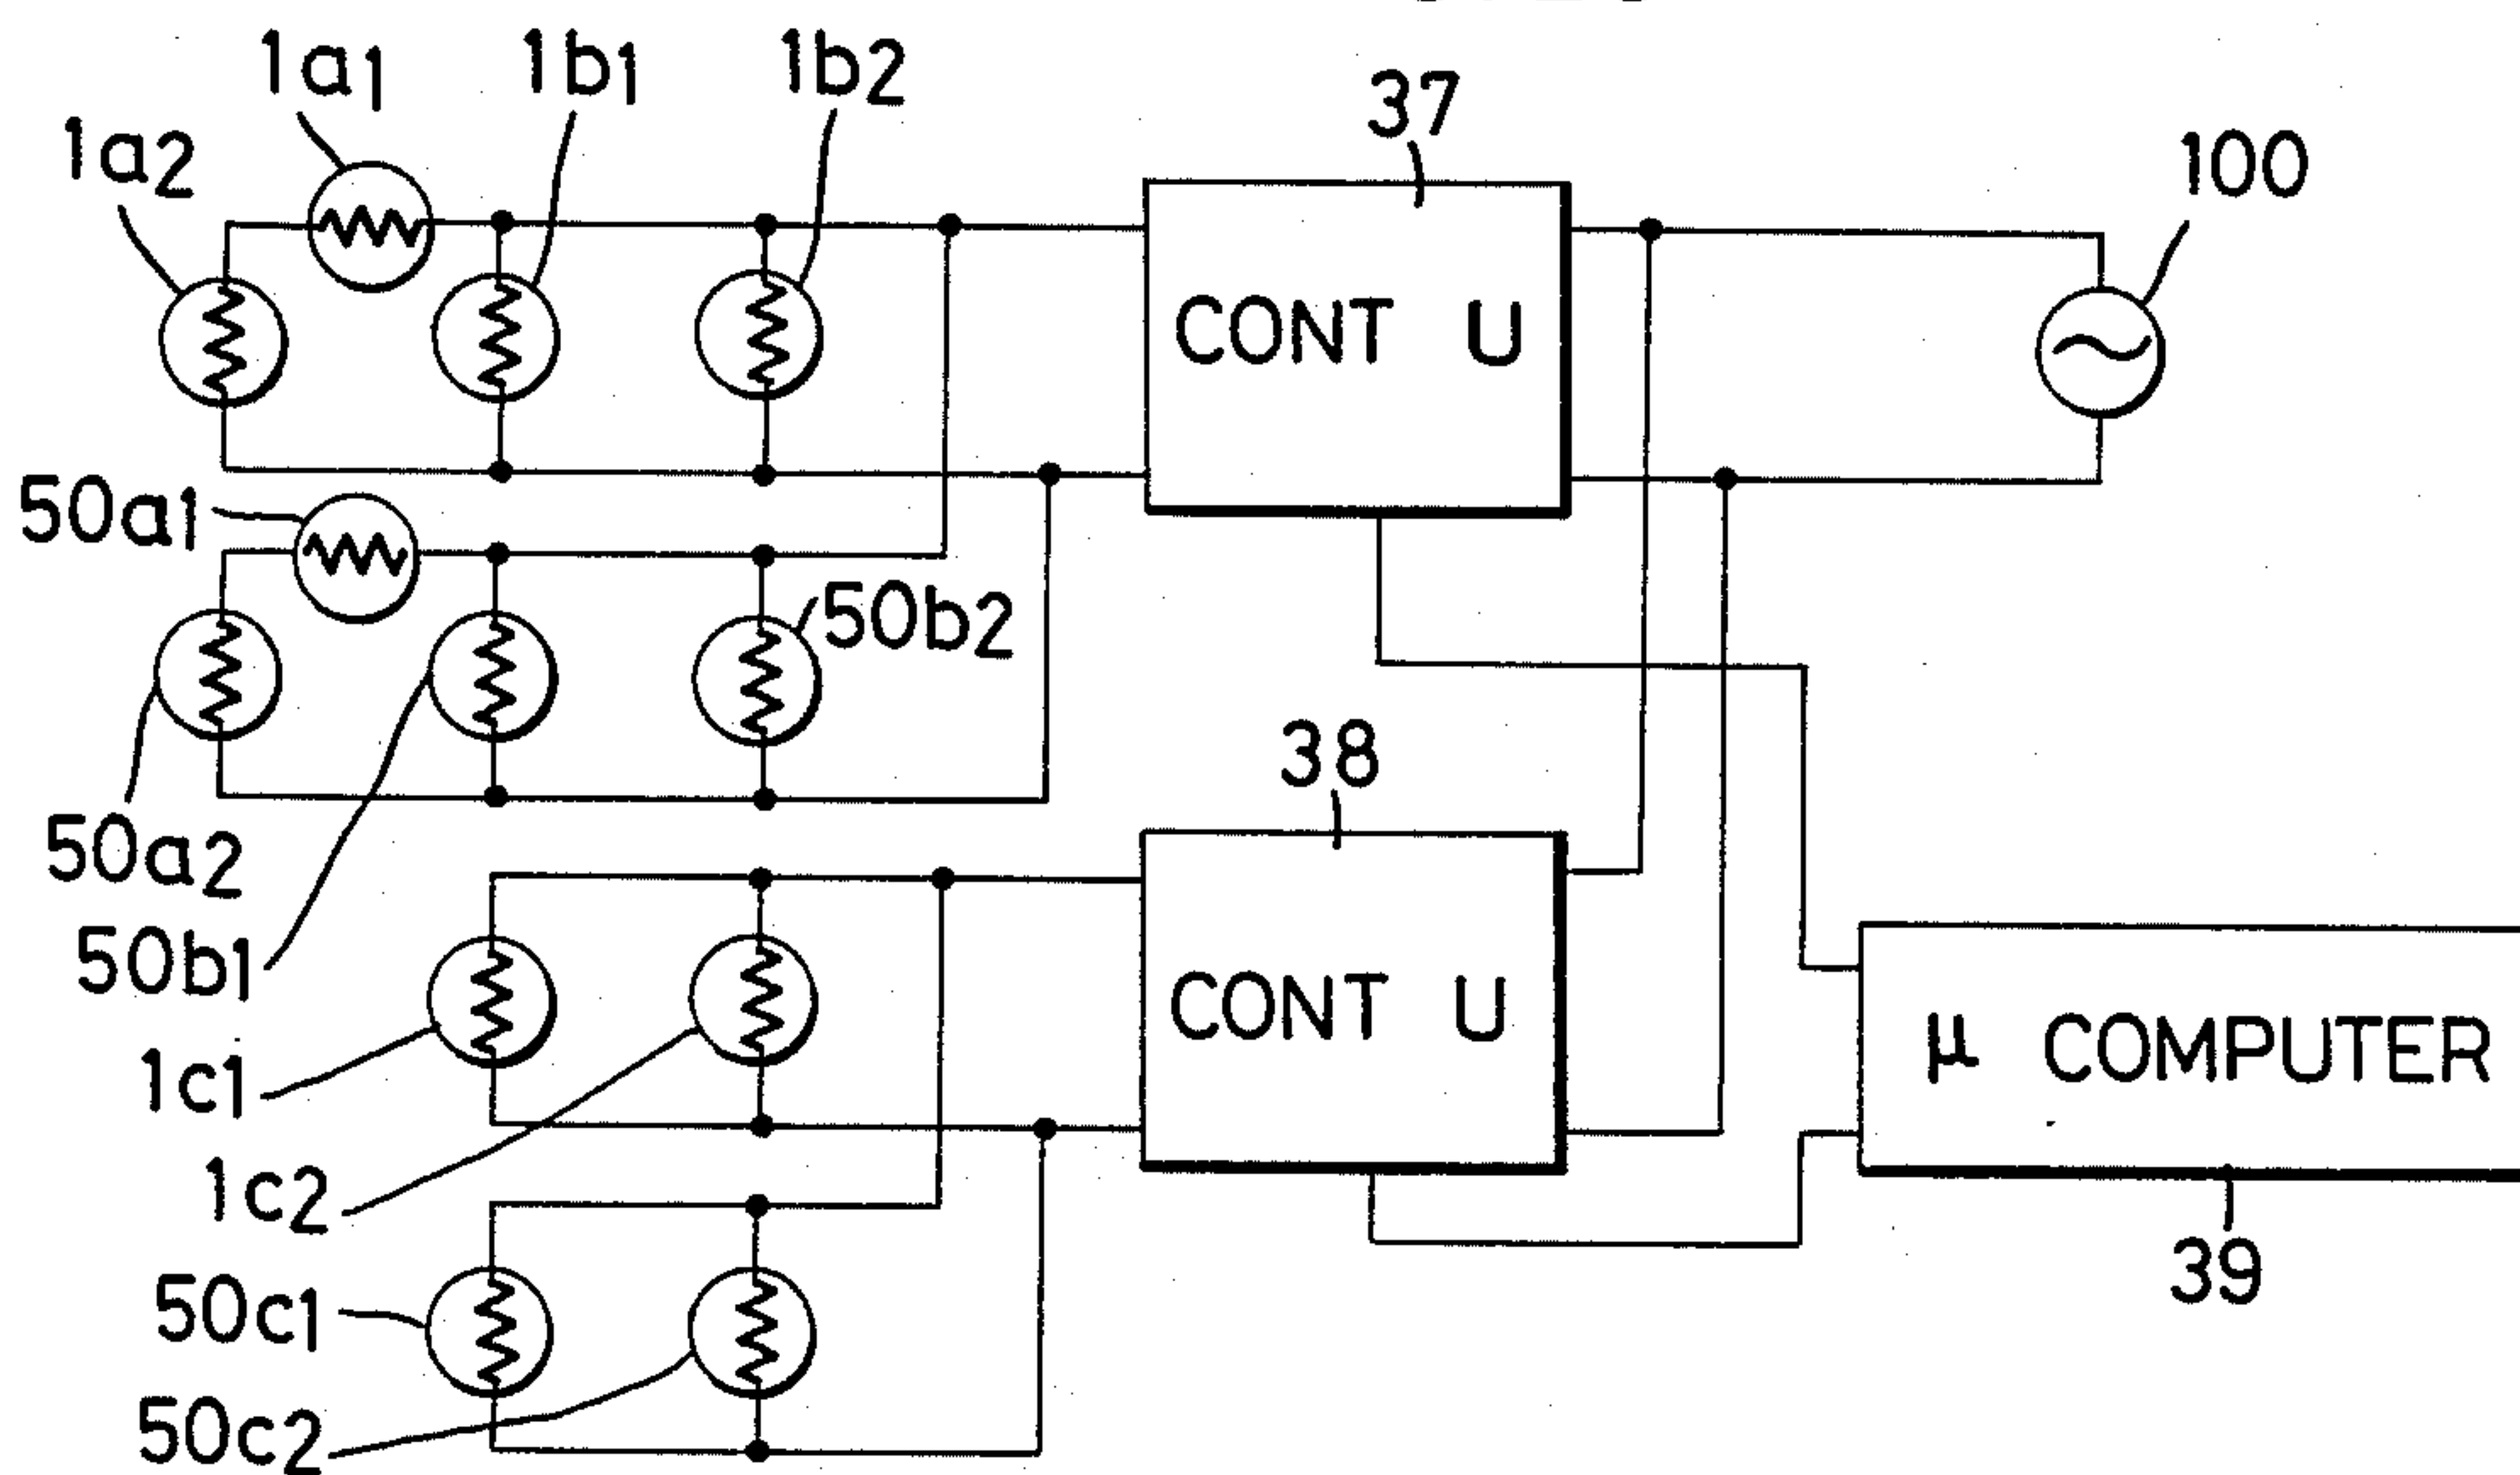 1a1
1b1
1b2
37
1a2
100
CONT U
50a1
50b2
38
50a2
50b1
CONT U
μ COMPUTER
1c1
1c2
39
50c1
50c2